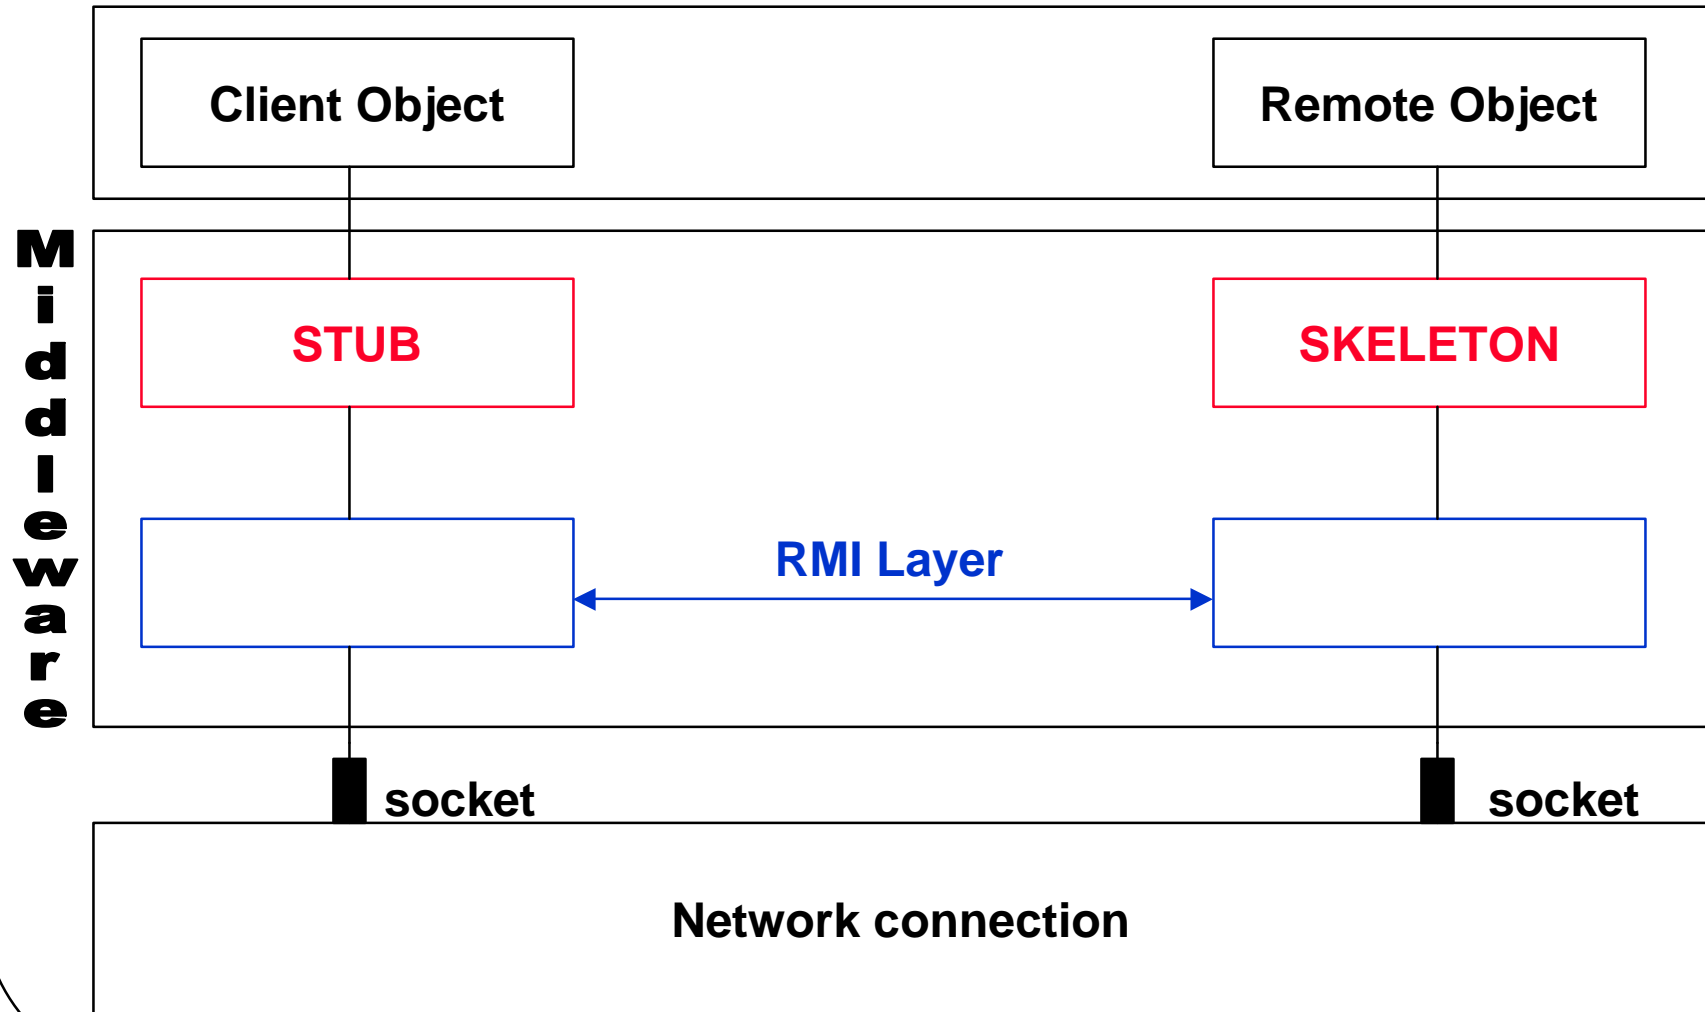 Client Object
Remote Object
Middleware
STUB
SKELETON
RMI Layer
socket
socket
Network connection